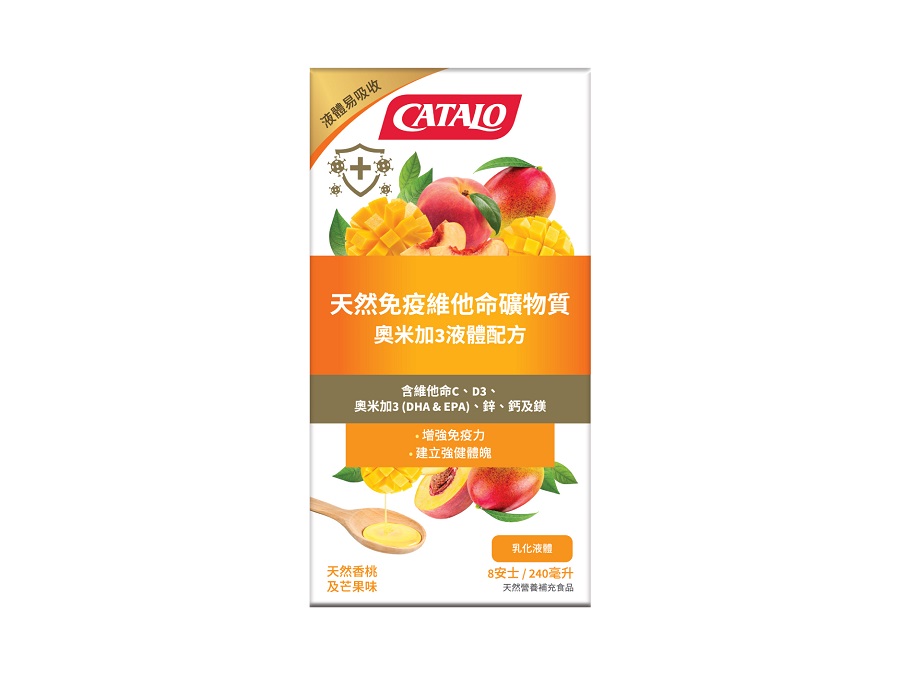 液體易吸收
CATALO
天然免疫維他命礦物質
奧米加3液體配方
含維他命C、D3、
奧米加3 (DHA & EPA)、鋅、鈣及鎂
• 增強免疫力
• 建立強健體魄
乳化液體
天然香桃
及芒果味
8安士 / 240毫升
天然營養補充食品